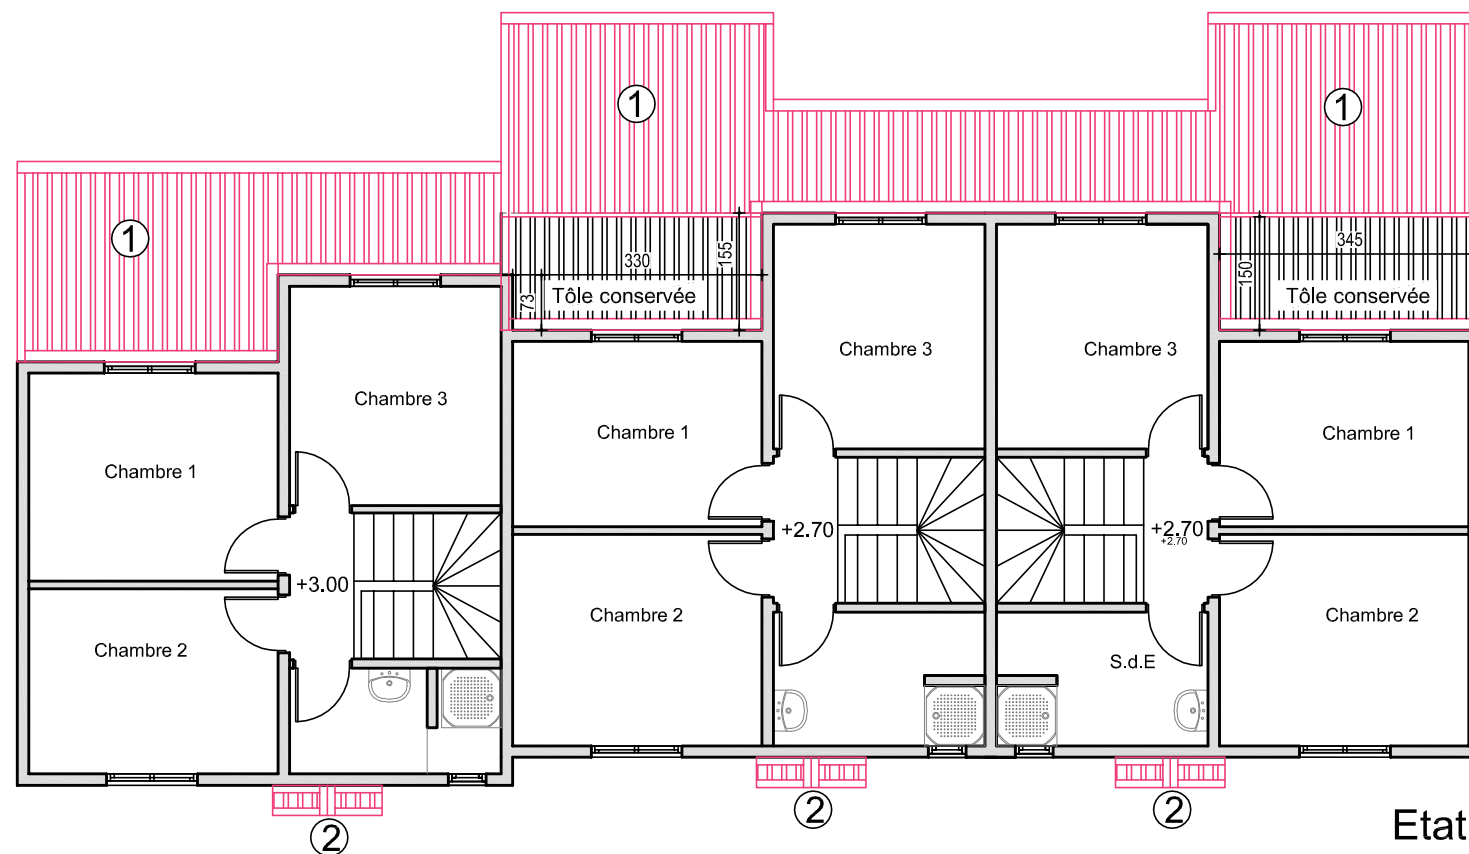 1
1
1
155
330
73
Tôle conservée
345
150
Tôle conservée
Chambre 3
Chambre 3
Chambre 3
Chambre 1
Chambre 1
Chambre 1
+2.70
+2.70
+2.70
+3.00
Chambre 2
Chambre 2
Chambre 2
S.d.E
2
2
2
Etat